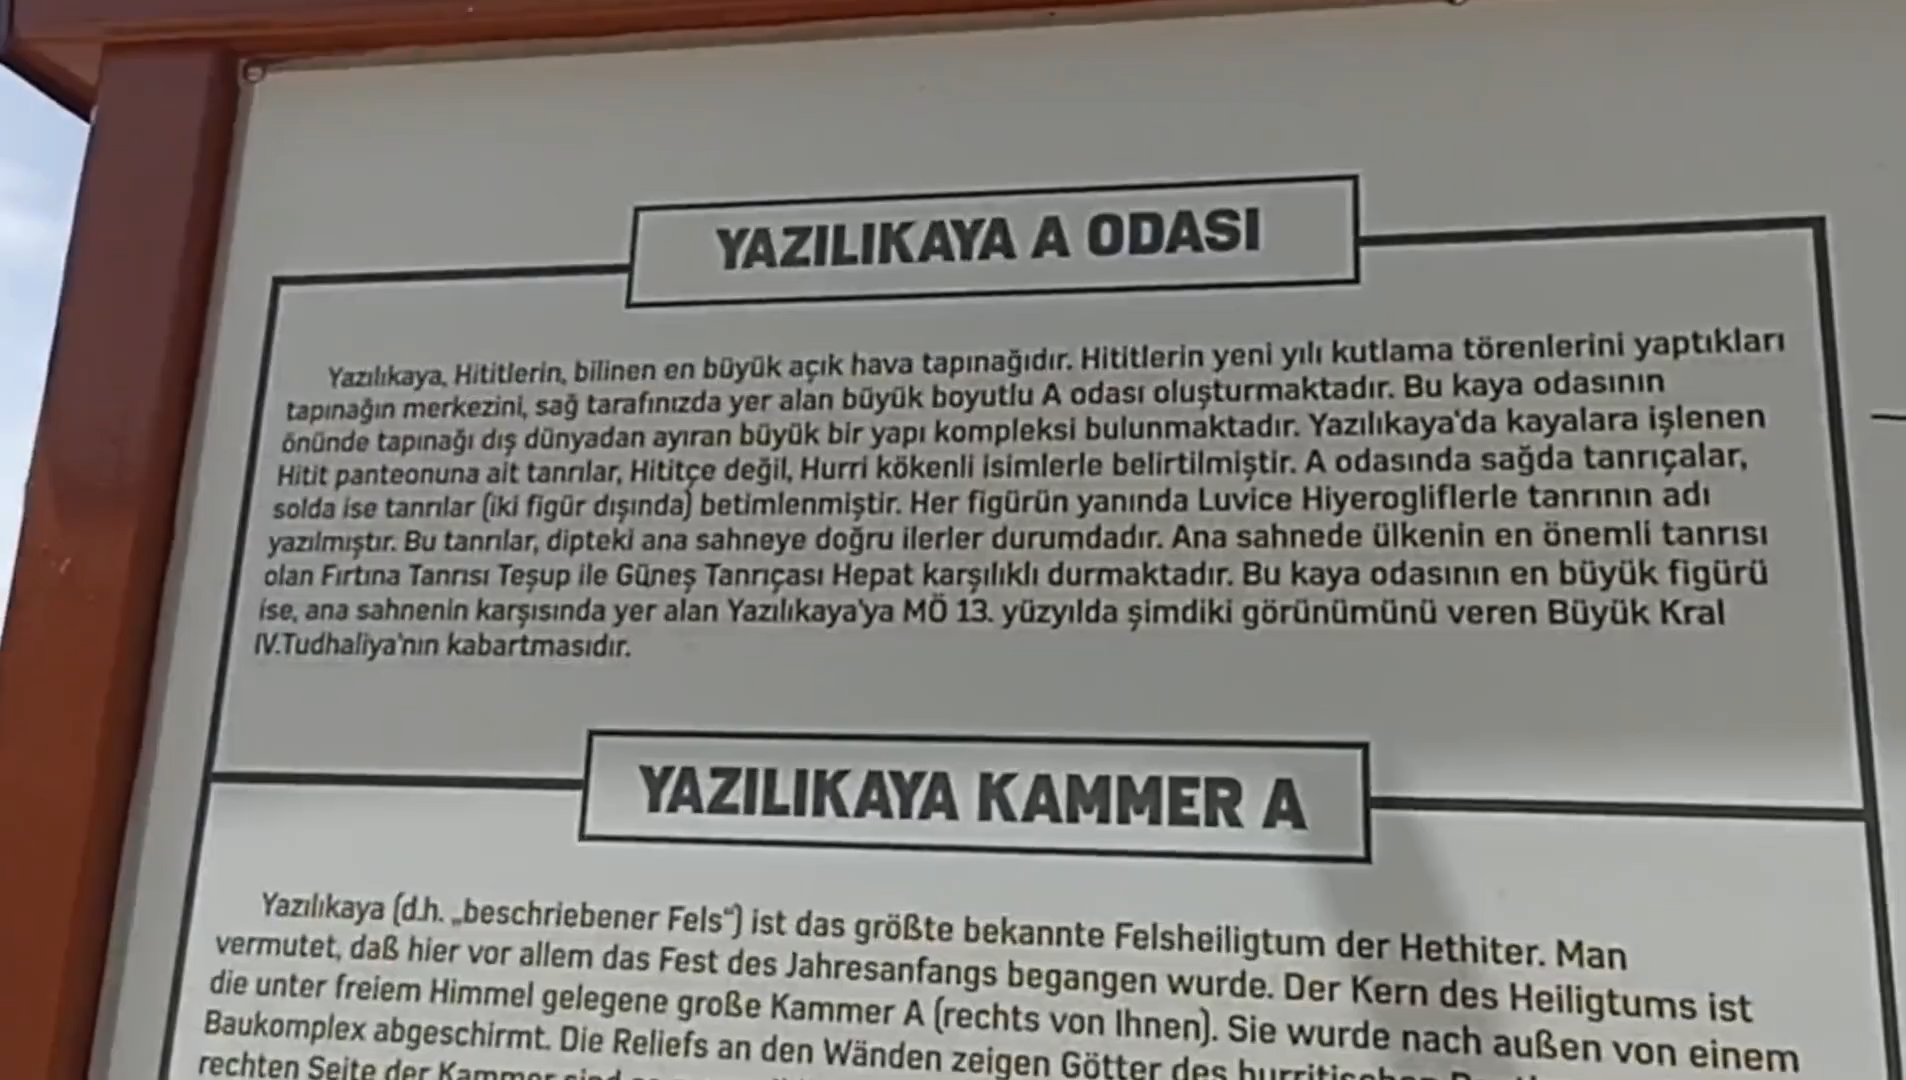 YAZILIKAYA A ODASI
Yazılıkaya, Hititlerin, bilinen en büyük açık hava tapınağıdır. Hititlerin yeni yılı kutlama törenlerini yaptıkları
tapınağın merkezini, sağ tarafınızda yer alan büyük boyutlu A odası oluşturmaktadır. Bu kaya odasının
önünde tapınağı dış dünyadan ayıran büyük bir yapı kompleksi bulunmaktadır. Yazılıkaya'da kayalara işlenen
Hitit panteonuna ait tanrılar, Hititçe değil, Hurri kökenli isimlerle belirtilmiştir. A odasında sağda tanrıçalar,
solda ise tanrılar (iki figür dışında) betimlenmiştir. Her figürün yanında Luvice Hiyerogliflerle tanrının adı
yazılmıştır. Bu tanrılar, dipteki ana sahneye doğru ilerler durumdadır. Ana sahnede ülkenin en önemli tanrısı
olan Fırtına Tanrısı Teşup ile Güneş Tanrıçası Hepat karşılıklı durmaktadır. Bu kaya odasının en büyük figürü
ise, ana sahnenin karşısında yer alan Yazılıkaya'ya MÖ 13. yüzyılda şimdiki görünümünü veren Büyük Kral
IV.Tudhaliya'nın kabartmasıdır.
YAZILIKAYA KAMMER A
Yazılıkaya (d.h. „beschriebener Fels“) ist das größte bekannte Felsheiligtum der Hethiter. Man
vermutet, daß hier vor allem das Fest des Jahresanfangs begangen wurde. Der Kern des Heiligtums ist
die unter freiem Himmel gelegene große Kammer A (rechts von Ihnen). Sie wurde nach außen von einem
Baukomplex abgeschirmt. Die Reliefs an den Wänden zeigen Götter des hurritischen
rechten Seite der Kammer sind